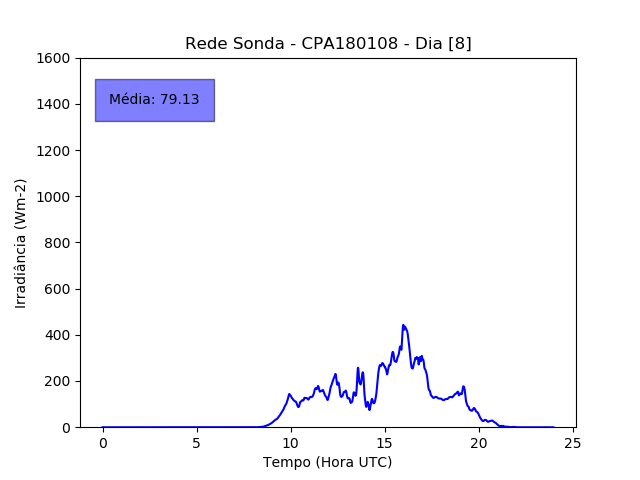 Rede Sonda - CPA180108 - Dia [8]
1600
1400
1200
1000
800
600
400
200
0
Média: 79.13
Irradiância (Wm-2)
0 5 10 15 20 25
Tempo (Hora UTC)